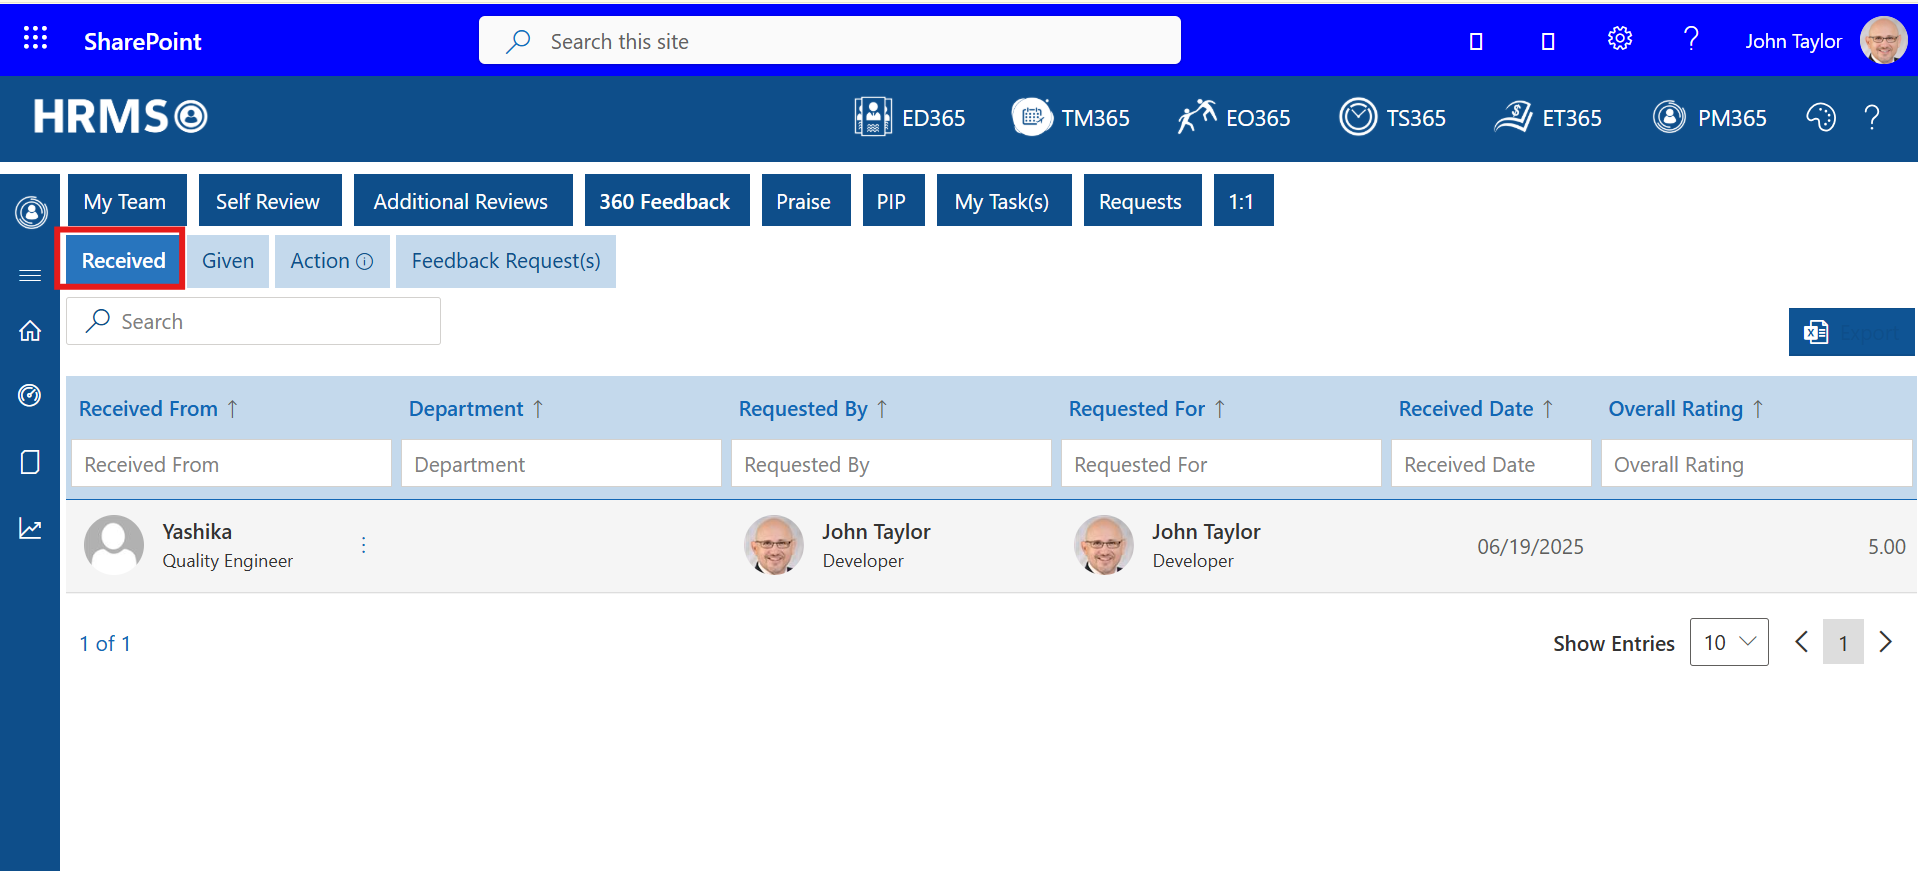 SharePoint
Search this site
John Taylor
HRMS
ED365
TM365
EO365
TS365
ET365
PM365
My Team
Self Review
Additional Reviews
360 Feedback
Praise
PIP
My Task(s)
Requests
1:1
Received
Given
Action
Feedback Request(s)
Search
Export
Received From ↑
Department ↑
Requested By ↑
Requested For ↑
Received Date ↑
Overall Rating ↑
Received From
Department
Requested By
Requested For
Received Date
Overall Rating
Yashika
Quality Engineer
John Taylor
Developer
John Taylor
Developer
06/19/2025
5.00
1 of 1
Show Entries
10
1